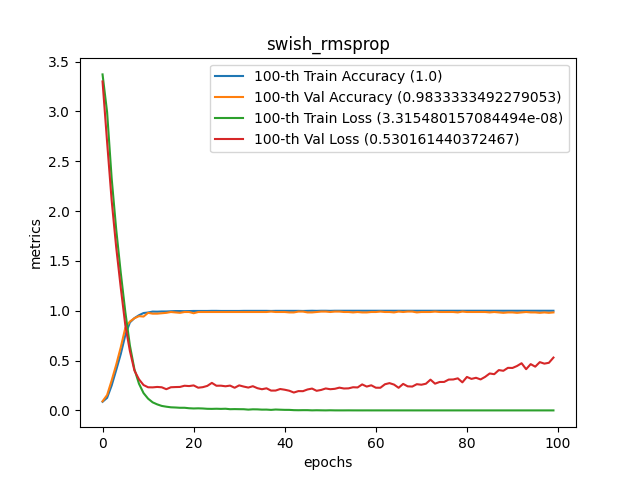 swish_rmsprop
3.5
3.0
2.5
2.0
1.5
1.0
0.5
0.0
metrics
100-th Train Accuracy (1.0)
100-th Val Accuracy (0.9833333492279053)
100-th Train Loss (3.315480157084494e-08)
100-th Val Loss (0.530161440372467)
0 20 40 60 80 100
epochs